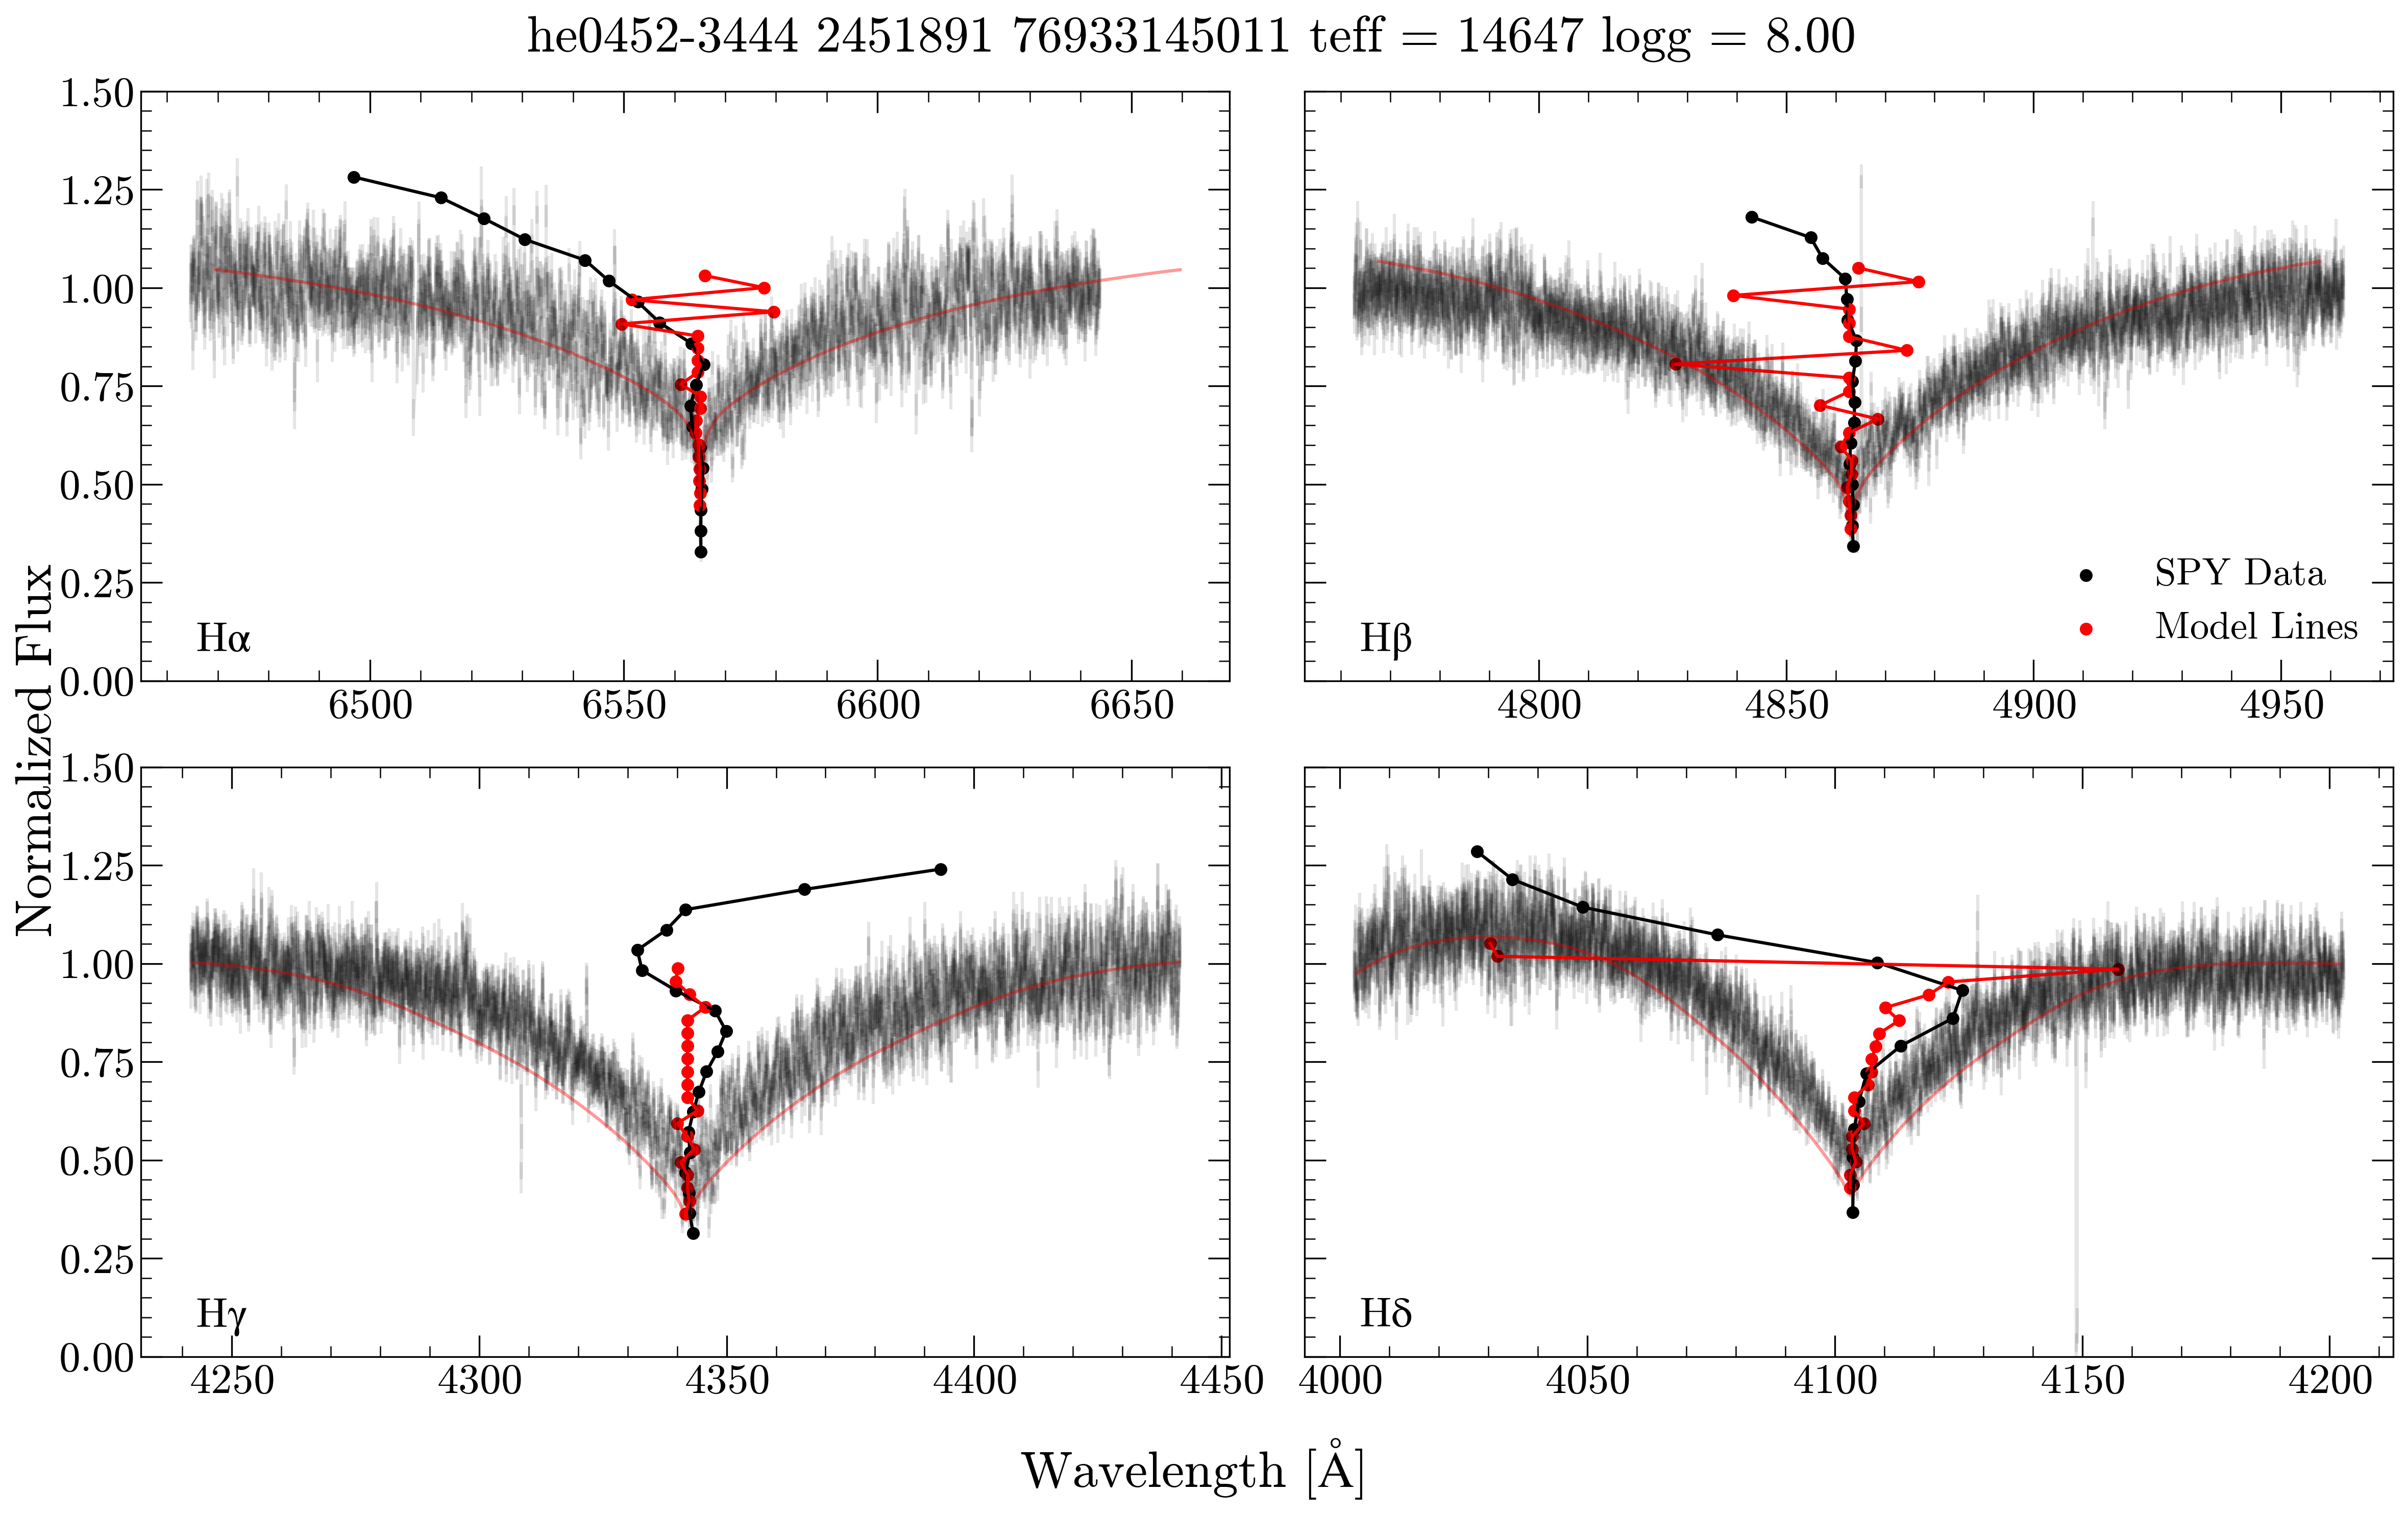 he0452-3444 2451891 76933145011 teff = 14647 logg = 8.00
Normalized Flux
1.50
1.25
1.00
0.75
0.50
0.25
0.00
Hα
6500 6550 6600 6650
Hβ
SPY Data
Model Lines
4800 4850 4900 4950
1.50
1.25
1.00
0.75
0.50
0.25
0.00
Hγ
4250 4300 4350 4400 4450
Hδ
4000 4050 4100 4150 4200
Wavelength [Å]